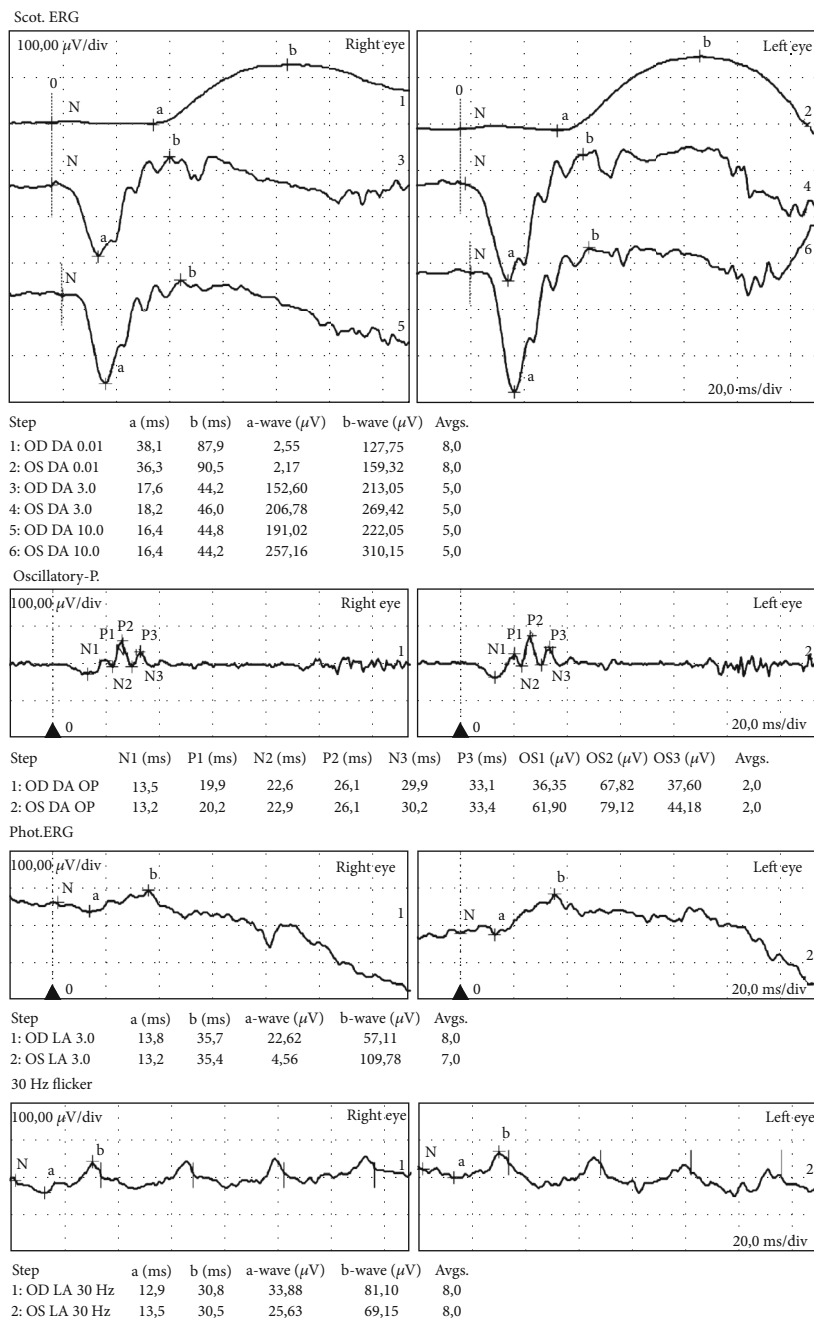 Scot. ERG
100,00 μV/div Right eye Left eye
0 N a b 1
N a b 3
N a b 5
0 N a b 2
N a b 4
N a b 6
20,0 ms/div
Step a (ms) b (ms) a-wave (μV) b-wave (μV) Avgs.
1: OD DA 0.01 38,1 87,9 2,55 127,75 8,0
2: OS DA 0.01 36,3 90,5 2,17 159,32 8,0
3: OD DA 3.0 17,6 44,2 152,60 213,05 5,0
4: OS DA 3.0 18,2 46,0 206,78 269,42 5,0
5: OD DA 10.0 16,4 44,8 191,02 222,05 5,0
6: OS DA 10.0 16,4 44,2 257,16 310,15 5,0
Oscillatory-P.
100,00 μV/div Right eye Left eye
N1 P1 P2 P3 N2 N3 1
0
N1 P1 P2 P3 N2 N3 2
0 20,0 ms/div
Step N1 (ms) P1 (ms) N2 (ms) P2 (ms) N3 (ms) P3 (ms) OS1 (μV) OS2 (μV) OS3 (μV) Avgs.
1: OD DA OP 13,5 19,9 22,6 26,1 29,9 33,1 36,35 67,82 37,60 2,0
2: OS DA OP 13,2 20,2 22,9 26,1 30,2 33,4 61,90 79,12 44,18 2,0
Phot.ERG
100,00 μV/div Right eye Left eye
N a b 1
0
N a b 2
0 20,0 ms/div
Step a (ms) b (ms) a-wave (μV) b-wave (μV) Avgs.
1: OD LA 3.0 13,8 35,7 22,62 57,11 8,0
2: OS LA 3.0 13,2 35,4 4,56 109,78 7,0
30 Hz flicker
100,00 μV/div Right eye Left eye
N a b 1
N a b 2
20,0 ms/div
Step a (ms) b (ms) a-wave (μV) b-wave (μV) Avgs.
1: OD LA 30 Hz 12,9 30,8 33,88 81,10 8,0
2: OS LA 30 Hz 13,5 30,5 25,63 69,15 8,0